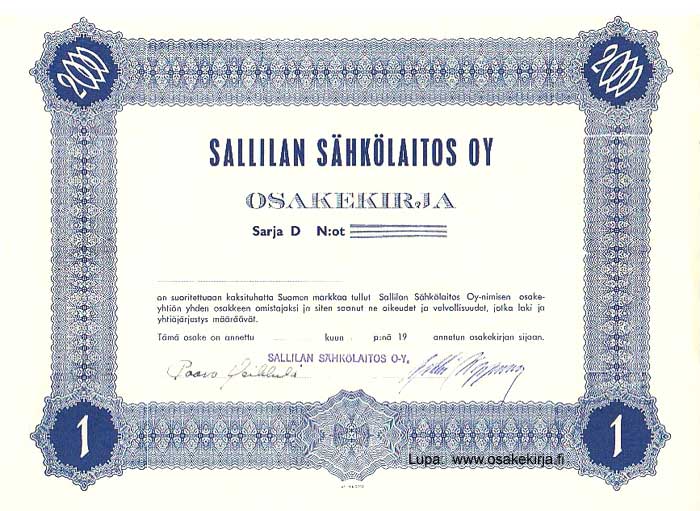 2000 2000
SALLILAN SÄHKÖLAITOS OY
OSAKEKIRJA
Sarja D N:ot
on suoritettuaan kaksituhatta Suomen markkaa tullut Sallilan Sähkölaitos Oy-nimisen osake-
yhtiön yhden osakkeen omistajaksi ja siten saanut ne oikeudet ja velvollisuudet, jotka laki ja
yhtiöjärjestys määräävät.
Tämä osake on annettu kuun p:nä 19 annetun osakekirjan sijaan.
SALLILAN SÄHKÖLAITOS O-Y.
Paavo
1 1
Lupa: www.osakekirja.fi